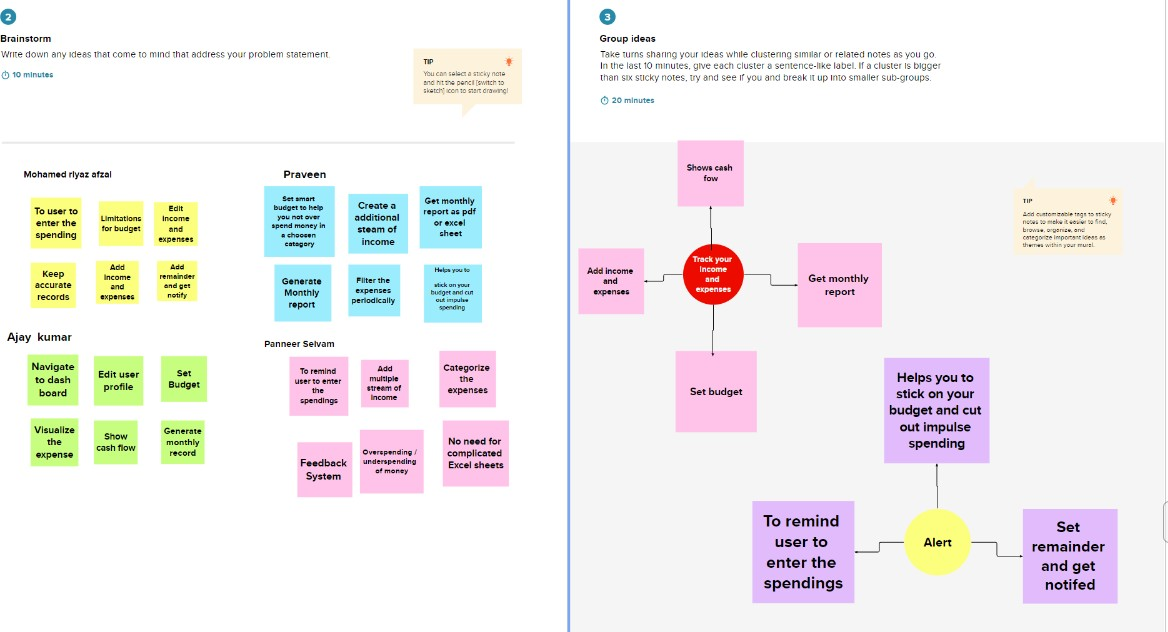 2
Brainstorm
Write down any ideas that come to mind that address your problem statement.
10 minutes
TIP
You can select a sticky note
and hit the pencil [switch to
sketch] icon to start drawing!
Mohamed riyaz afzal
To user to
enter the
spending
Limitations
for budget
Edit
income
and
expenses
Keep
accurate
records
Add
income
and
expenses
Add
remainder
and get
notify
Praveen
Set smart
budget to help
you not over
spend money in
a choosen
catagory
Create a
additional
steam of
income
Get monthly
report as pdf
or excel
sheet
Generate
Monthly
report
Filter the
expenses
periodically
Helps you to
stick on your
budget and cut
out impulse
spending
Ajay kumar
Navigate
to dash
board
Edit user
profile
Set
Budget
Visualize
the
expense
Show
cash flow
Generate
monthly
record
Panneer Selvam
To remind
user to enter
the
spendings
Add
multiple
stream of
income
Categorize
the
expenses
Feedback
System
Overspending /
underspending
of money
No need for
complicated
Excel sheets
3
Group ideas
Take turns sharing your ideas while clustering similar or related notes as you go.
In the last 10 minutes, give each cluster a sentence-like label. If a cluster is bigger
than six sticky notes, try and see if you and break it up into smaller sub-groups.
20 minutes
TIP
Add customizable tags to sticky
notes to make it easier to find,
browse, organize, and
categorize important ideas as
themes within your mural.
Shows cash
fow
Add income
and
expenses
Track your
income
and
expenses
Get monthly
report
Set budget
Helps you to
stick on your
budget and cut
out impulse
spending
To remind
user to
enter the
spendings
Alert
Set
remainder
and get
notifed